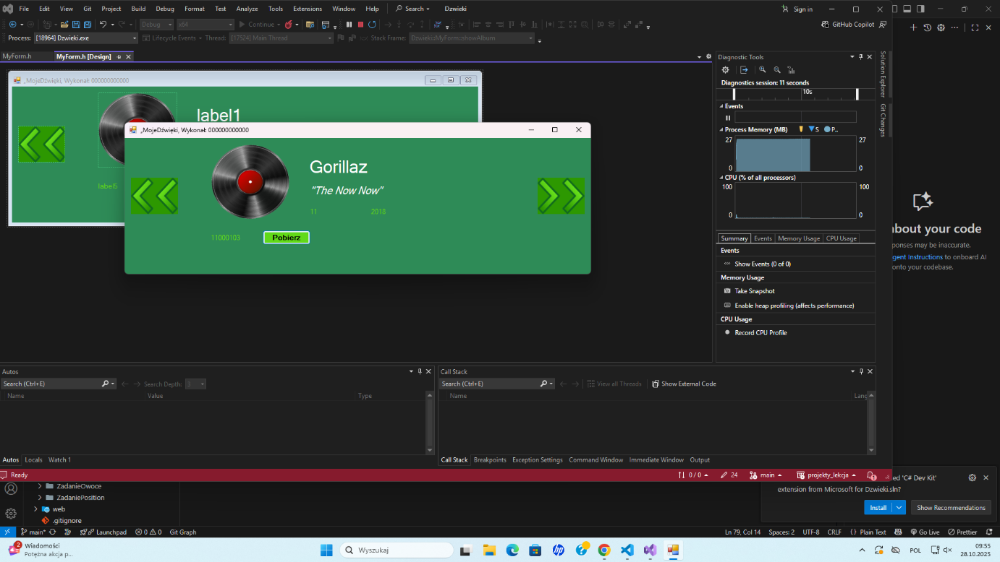 File Edit View Git Project Build Debug Format Test Analyze Tools Extensions Window Help Search Dzwieki Sign in
Debug x64 Continue GitHub Copilot
Process: [18964] Dzwieki.exe Lifecycle Events Thread: [17324] Main Thread Stack Frame: Dzwieki::MyForm::showAlbum
MyForm.h MyForm.h [Design]
„MojeDźwięki, Wykonał: 000000000000
label1
label5
„MojeDźwięki, Wykonał: 000000000000
Gorillaz
"The Now Now"
11 2018
11000103 Pobierz
Diagnostic Tools
Diagnostic session: 11 seconds
10s
Events
Process Memory (MB) S P..
27 27
0 0
CPU (% of all processors)
100 100
0 0
Summary Events Memory Usage CPU Usage
Events
Show Events (0 of 0)
Memory Usage
Take Snapshot
Enable heap profiling (affects performance)
CPU Usage
Record CPU Profile
Solution Explorer
Git Changes
about your code
ponses may be inaccurate.
gent instructions to onboard AI
onto your codebase.
Autos
Search (Ctrl+E) Search Depth: 3
Name Value Type
Autos Locals Watch 1
Call Stack
Search (Ctrl+E) View all Threads Show External Code
Name Lang
Call Stack Breakpoints Exception Settings Command Window Immediate Window Output
Ready 0 / 0 24 main projekty_lekcja 1
ed 'C# Dev Kit'
extension from Microsoft for Dzwieki.sln?
Install Show Recommendations
ZadanieOwoce
ZadaniePosition
web
.gitignore
main* Launchpad 0 0 Git Graph Ln 79, Col 14 Spaces: 2 UTF-8 CRLF {} Plain Text Go Live Prettier
2 Wiadomości
Potężna akcja p...
Wyszukaj
POL
09:55
28.10.2025